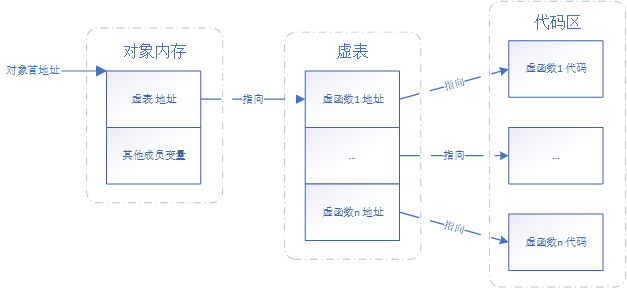 对象首地址
对象内存
虚表 地址
其他成员变量
指向
虚表
虚函数1 地址
...
虚函数n 地址
指向
指向
指向
代码区
虚函数1 代码
...
虚函数n 代码